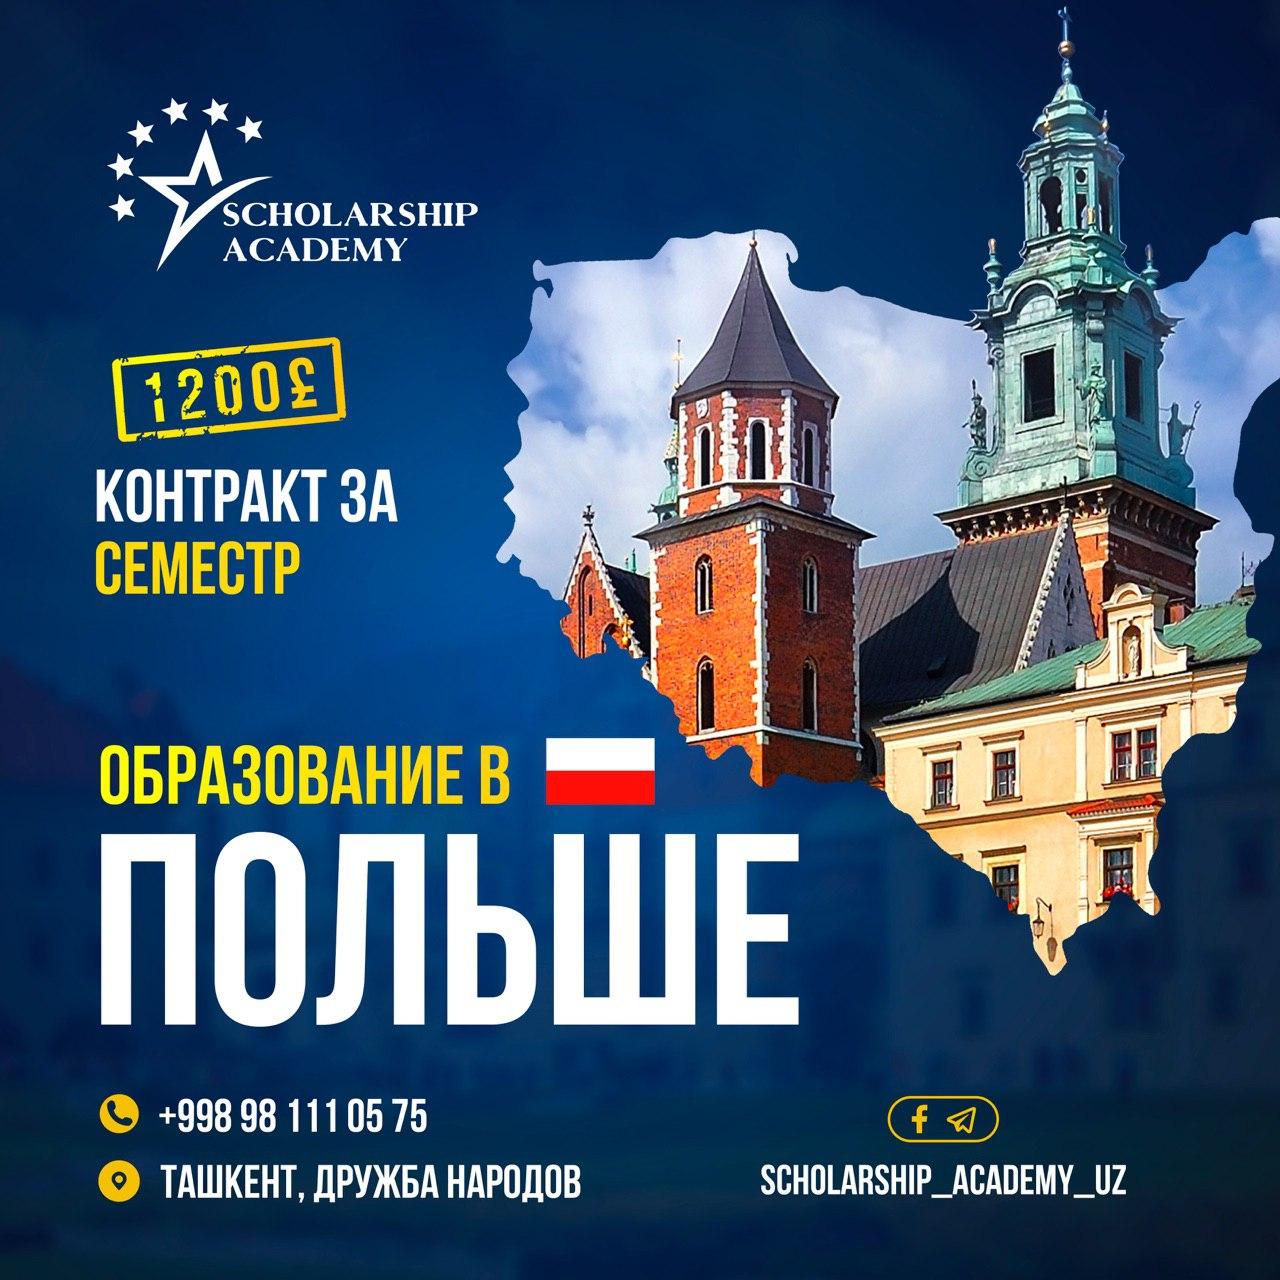 SCHOLARSHIP
ACADEMY
1200£
КОНТРАКТ ЗА
СЕМЕСТР
ОБРАЗОВАНИЕ В
ПОЛЬШЕ
+998 98 111 05 75
ТАШКЕНТ, ДРУЖБА НАРОДОВ
SCHOLARSHIP_ACADEMY_UZ